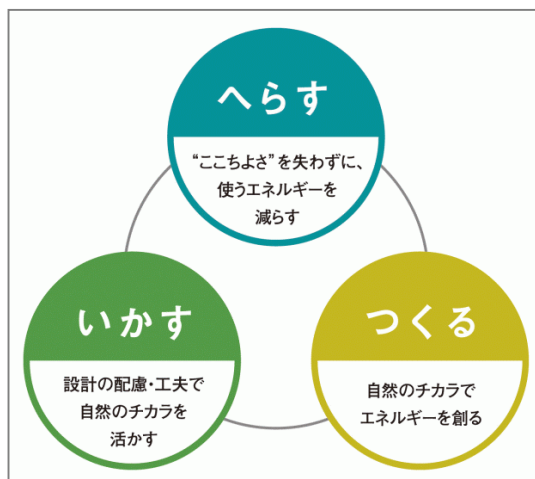 へらす
“ここちよさ”を失わずに、
使うエネルギーを
減らす
いかす
設計の配慮・工夫で
自然のチカラを
活かす
つくる
自然のチカラで
エネルギーを創る